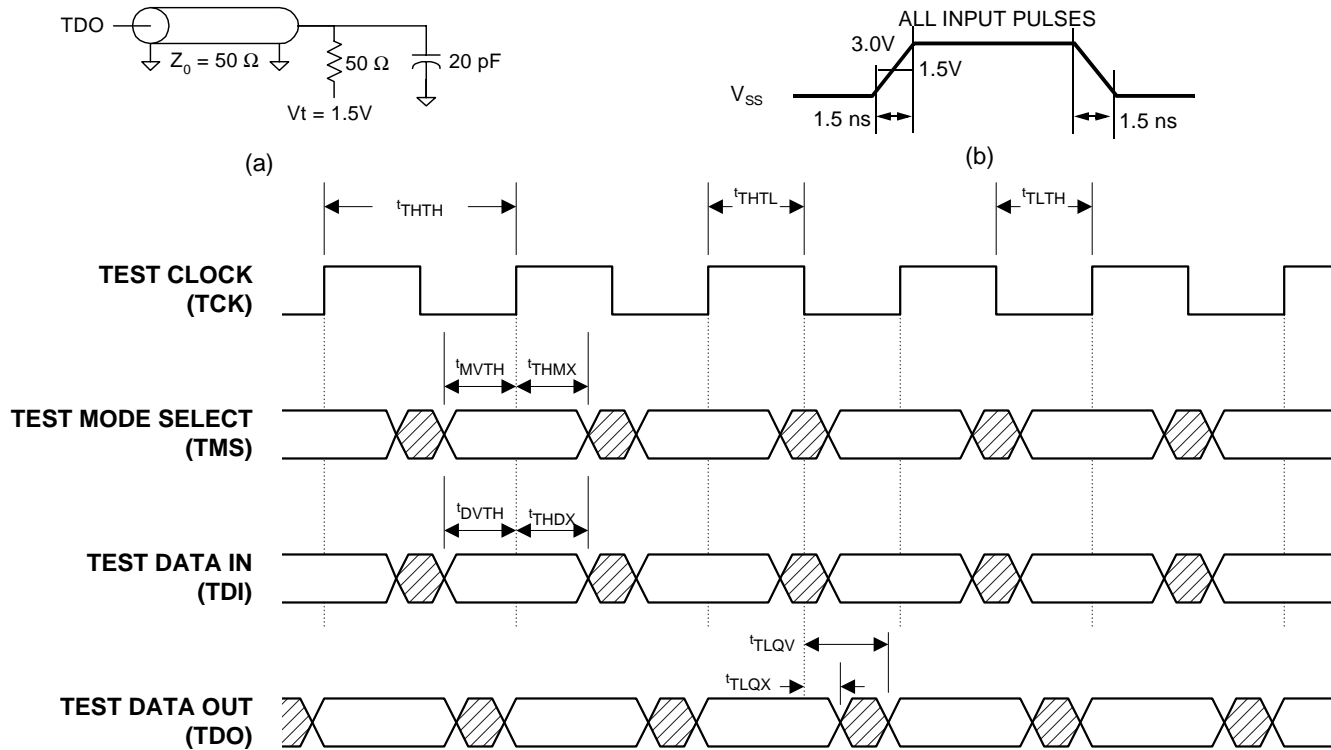 TDO
Z0 = 50 Ω
50 Ω
20 pF
Vt = 1.5V
(a)
ALL INPUT PULSES
3.0V
1.5V
VSS
1.5 ns
1.5 ns
(b)
tTHTH
tTHTL
tTLTH
TEST CLOCK
(TCK)
tMVTH
tTHMX
TEST MODE SELECT
(TMS)
tDVTH
tTHDX
TEST DATA IN
(TDI)
tTLQV
tTLQX
TEST DATA OUT
(TDO)